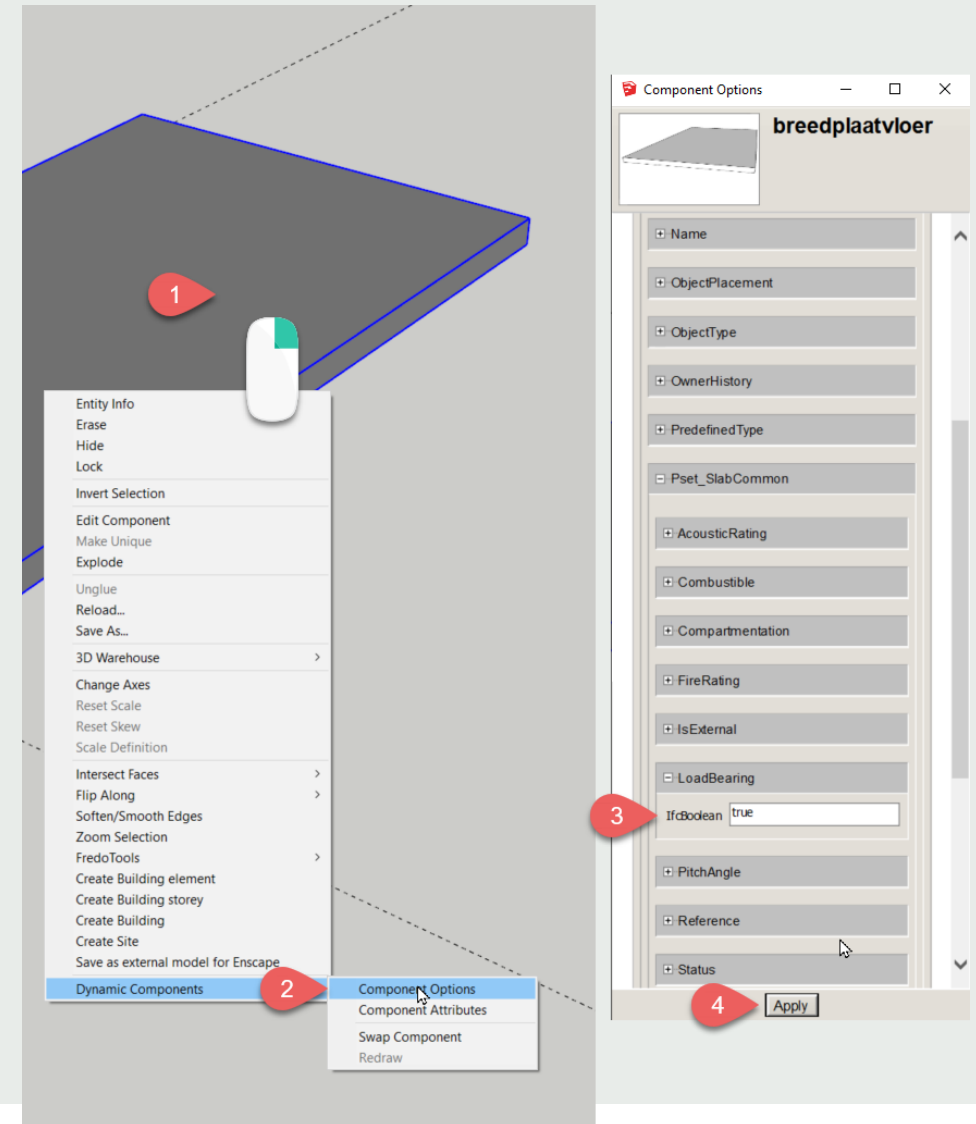 1
Entity Info
Erase
Hide
Lock
Invert Selection
Edit Component
Make Unique
Explode
Unglue
Reload...
Save As...
3D Warehouse
Change Axes
Reset Scale
Reset Skew
Scale Definition
Intersect Faces
Flip Along
Soften/Smooth Edges
Zoom Selection
FredoTools
Create Building element
Create Building storey
Create Building
Create Site
Save as external model for Enscape
Dynamic Components
2
Component Options
Component Attributes
Swap Component
Redraw
Component Options
breedplaatvloer
Name
ObjectPlacement
ObjectType
OwnerHistory
PredefinedType
Pset_SlabCommon
AcousticRating
Combustible
Compartmentation
FireRating
IsExternal
LoadBearing
3
IfcBoolean true
PitchAngle
Reference
Status
4
Apply